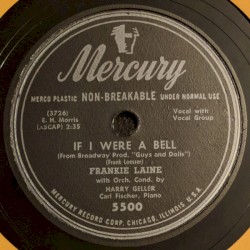 Mercury
MERCO PLASTIC NON-BREAKABLE UNDER NORMAL USE
(3736)
E. H. Morris
(ASCAP) 2:35
Vocal with
Vocal Group
IF I WERE A BELL
(From Broadway Prod. "Guys and Dolls")
(Frank Loesser)
FRANKIE LAINE
with Orch. Cond. by
HARRY GELLER
Carl Fischer, Piano
5500
MERCURY RECORD CORP. CHICAGO, ILLINOIS U.S.A.